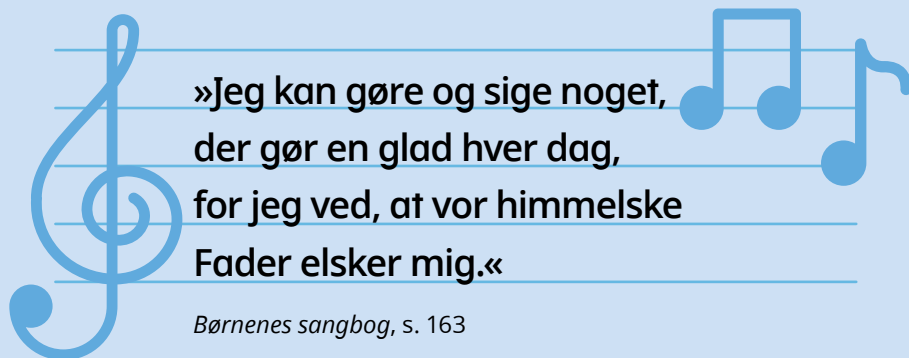 »Jeg kan gøre og sige noget,
der gør en glad hver dag,
for jeg ved, at vor himmelske
Fader elsker mig.«
Børnenes sangbog, s. 163